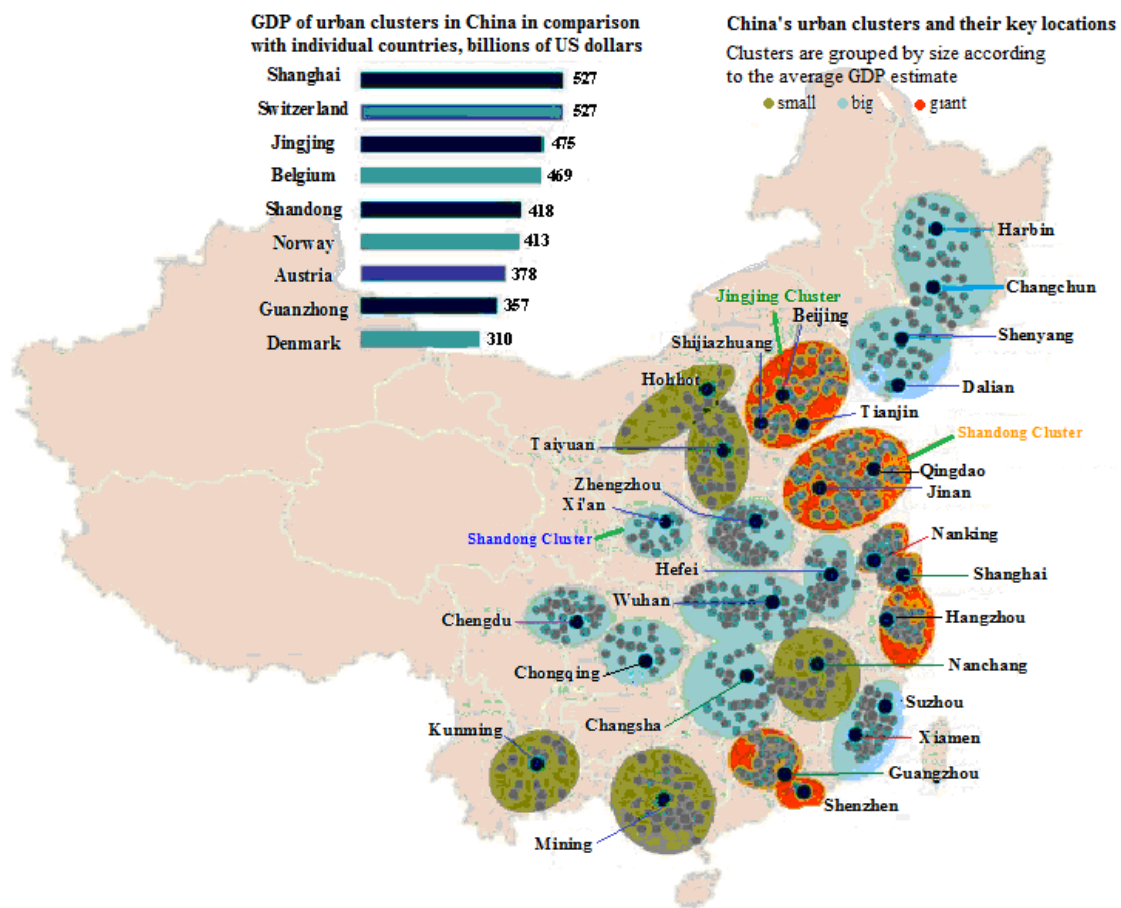 GDP of urban clusters in China in comparison
with individual countries, billions of US dollars
Shanghai 527
Switzerland 527
Jingjing 475
Belgium 469
Shandong 418
Norway 413
Austria 378
Guanzhong 357
Denmark 310
China's urban clusters and their key locations
Clusters are grouped by size according
to the average GDP estimate
small big giant
Harbin
Changchun
Jingjing Cluster
Beijing
Shenyang
Shijiazhuang
Hohhot
Dalian
Tianjin
Shandong Cluster
Taiyuan
Qingdao
Zhengzhou
Jinan
Xi'an
Nanking
Shandong Cluster
Hefei
Shanghai
Wuhan
Chengdu
Hangzhou
Nanchang
Chongqing
Suzhou
Changsha
Kunming
Xiamen
Guangzhou
Shenzhen
Mining